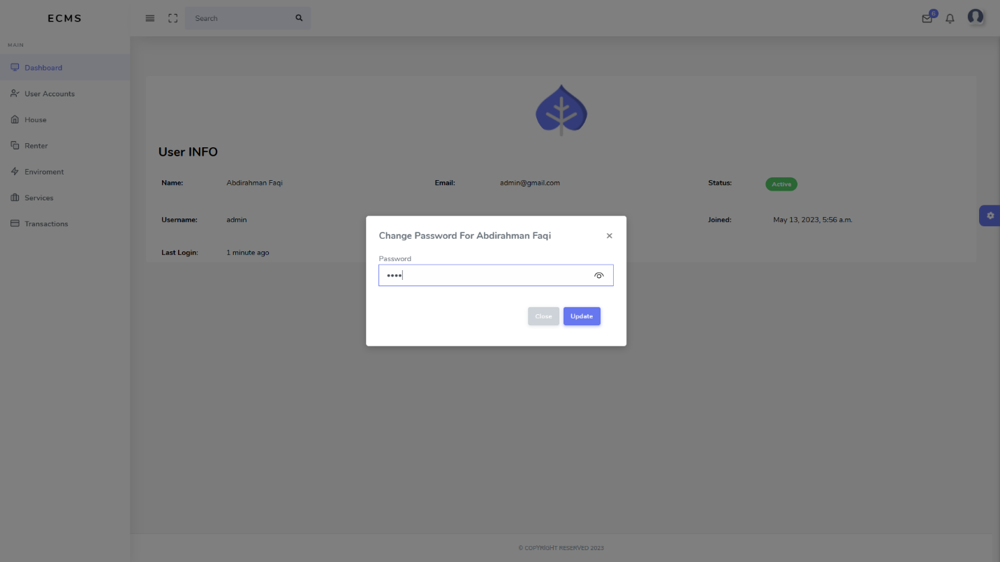 ECMS
Search
6
MAIN
Dashboard
User Accounts
House
Renter
Enviroment
Services
Transactions
User INFO
Name: Abdirahman Faqi Email: admin@gmail.com Status: Active
Username: admin Joined: May 13, 2023, 5:56 a.m.
Last Login: 1 minute ago
Change Password For Abdirahman Faqi ×
Password
••••
Close Update
© COPYRIGHT RESERVED 2023